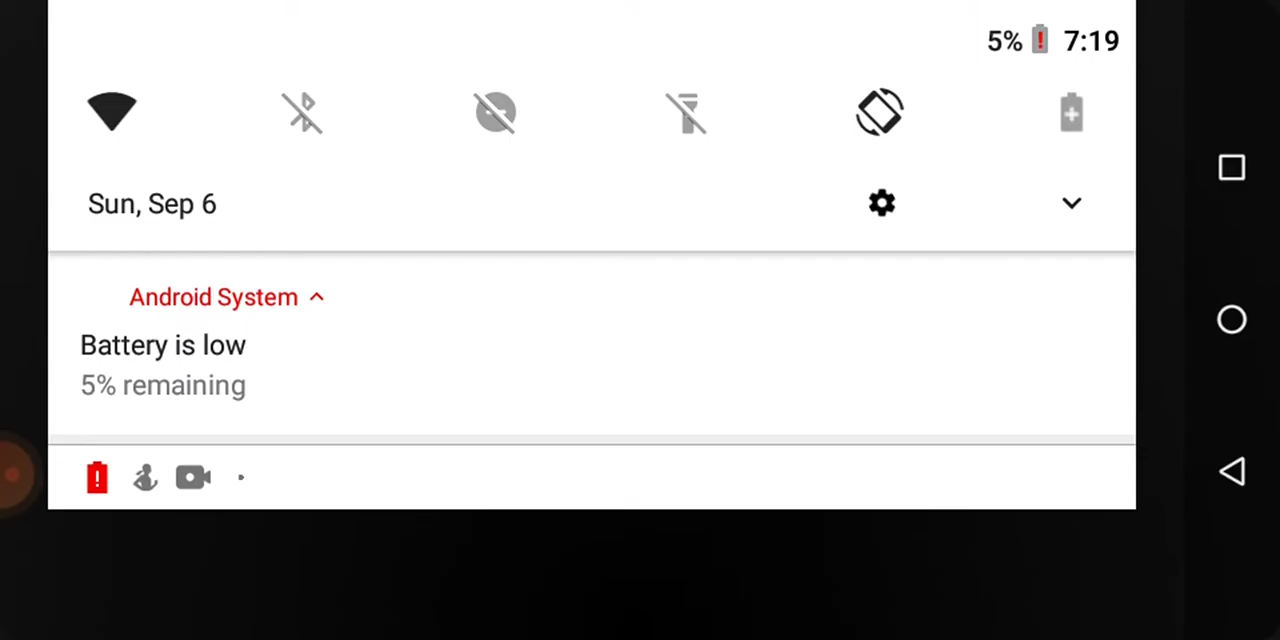 5% 7:19
Sun, Sep 6
Android System
Battery is low
5% remaining